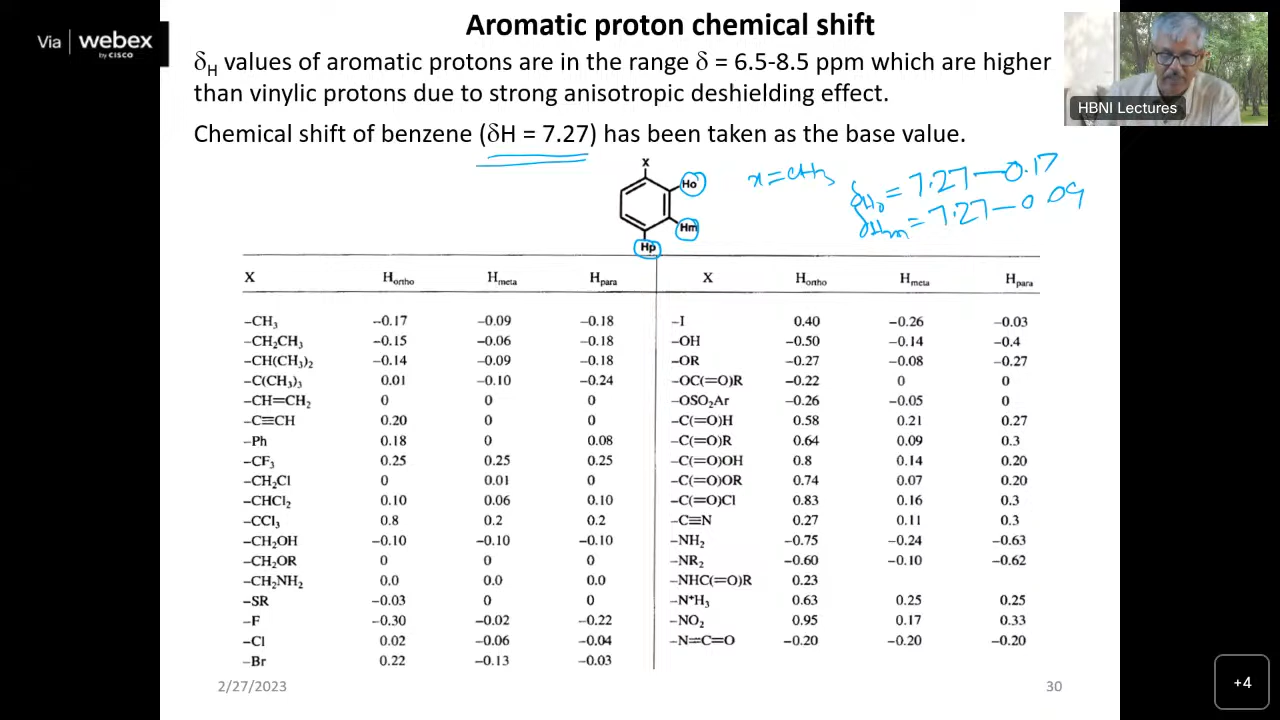 Aromatic proton chemical shift
Via | webex
by CISCO
δH values of aromatic protons are in the range δ = 6.5-8.5 ppm which are higher
than vinylic protons due to strong anisotropic deshielding effect.
HBNI Lectures
Chemical shift of benzene (δH = 7.27) has been taken as the base value.
X
Ho
Hm
Hp
x = CH3
δHo = 7.27 — 0.17
δHm = 7.27 — 0.09
X Hortho Hmeta Hpara X Hortho Hmeta Hpara
–CH3 –0.17 –0.09 –0.18 –I 0.40 –0.26 –0.03
–CH2CH3 –0.15 –0.06 –0.18 –OH –0.50 –0.14 –0.4
–CH(CH3)2 –0.14 –0.09 –0.18 –OR –0.27 –0.08 –0.27
–C(CH3)3 0.01 –0.10 –0.24 –OC(=O)R –0.22 0 0
–CH=CH2 0 0 0 –OSO2Ar –0.26 –0.05 0
–C≡CH 0.20 0 0 –C(=O)H 0.58 0.21 0.27
–Ph 0.18 0 0.08 –C(=O)R 0.64 0.09 0.3
–CF3 0.25 0.25 0.25 –C(=O)OH 0.8 0.14 0.20
–CH2Cl 0 0.01 0 –C(=O)OR 0.74 0.07 0.20
–CHCl2 0.10 0.06 0.10 –C(=O)Cl 0.83 0.16 0.3
–CCl3 0.8 0.2 0.2 –C≡N 0.27 0.11 0.3
–CH2OH –0.10 –0.10 –0.10 –NH2 –0.75 –0.24 –0.63
–CH2OR 0 0 0 –NR2 –0.60 –0.10 –0.62
–CH2NH2 0.0 0.0 0.0 –NHC(=O)R 0.23
–SR –0.03 0 0 –N+H3 0.63 0.25 0.25
–F –0.30 –0.02 –0.22 –NO2 0.95 0.17 0.33
–Cl 0.02 –0.06 –0.04 –N=C=O –0.20 –0.20 –0.20
–Br 0.22 –0.13 –0.03
2/27/2023
30
+4